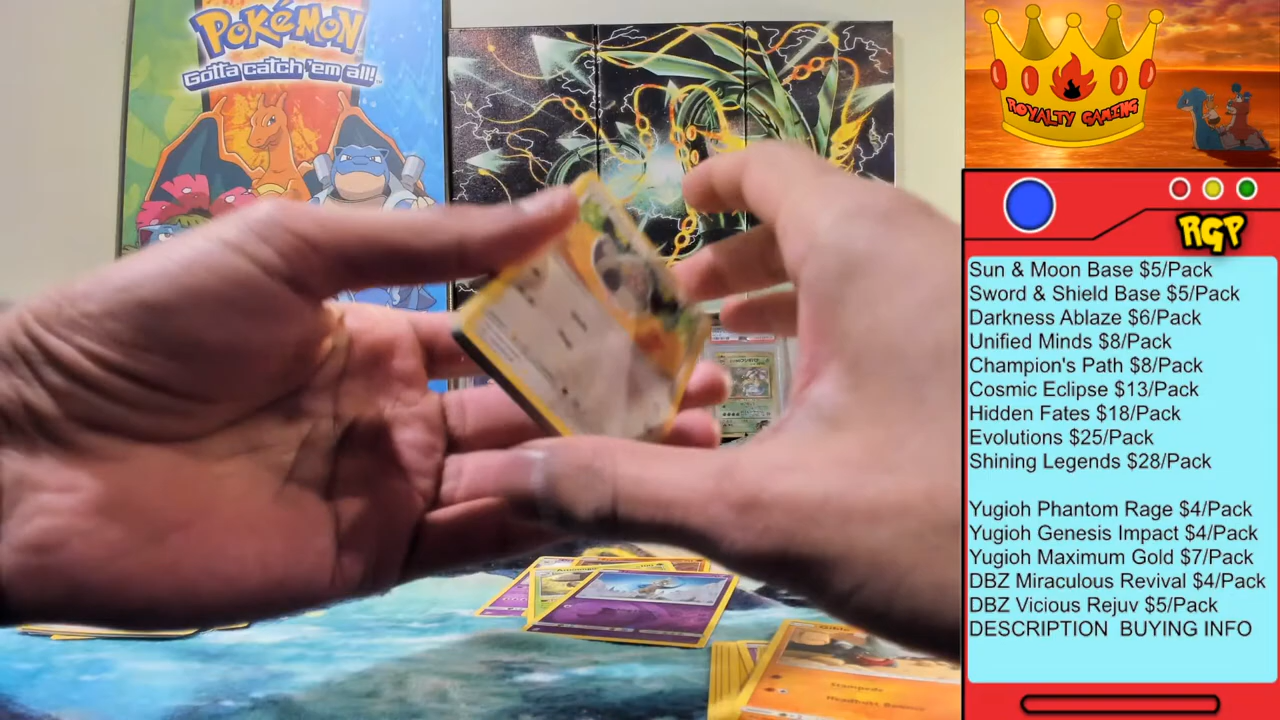 POKéMON
Gotta catch 'em all!
ROYALTY GAMING
RGP
Sun & Moon Base $5/Pack
Sword & Shield Base $5/Pack
Darkness Ablaze $6/Pack
Unified Minds $8/Pack
Champion's Path $8/Pack
Cosmic Eclipse $13/Pack
Hidden Fates $18/Pack
Evolutions $25/Pack
Shining Legends $28/Pack
Yugioh Phantom Rage $4/Pack
Yugioh Genesis Impact $4/Pack
Yugioh Maximum Gold $7/Pack
DBZ Miraculous Revival $4/Pack
DBZ Vicious Rejuv $5/Pack
DESCRIPTION BUYING INFO
Stampede